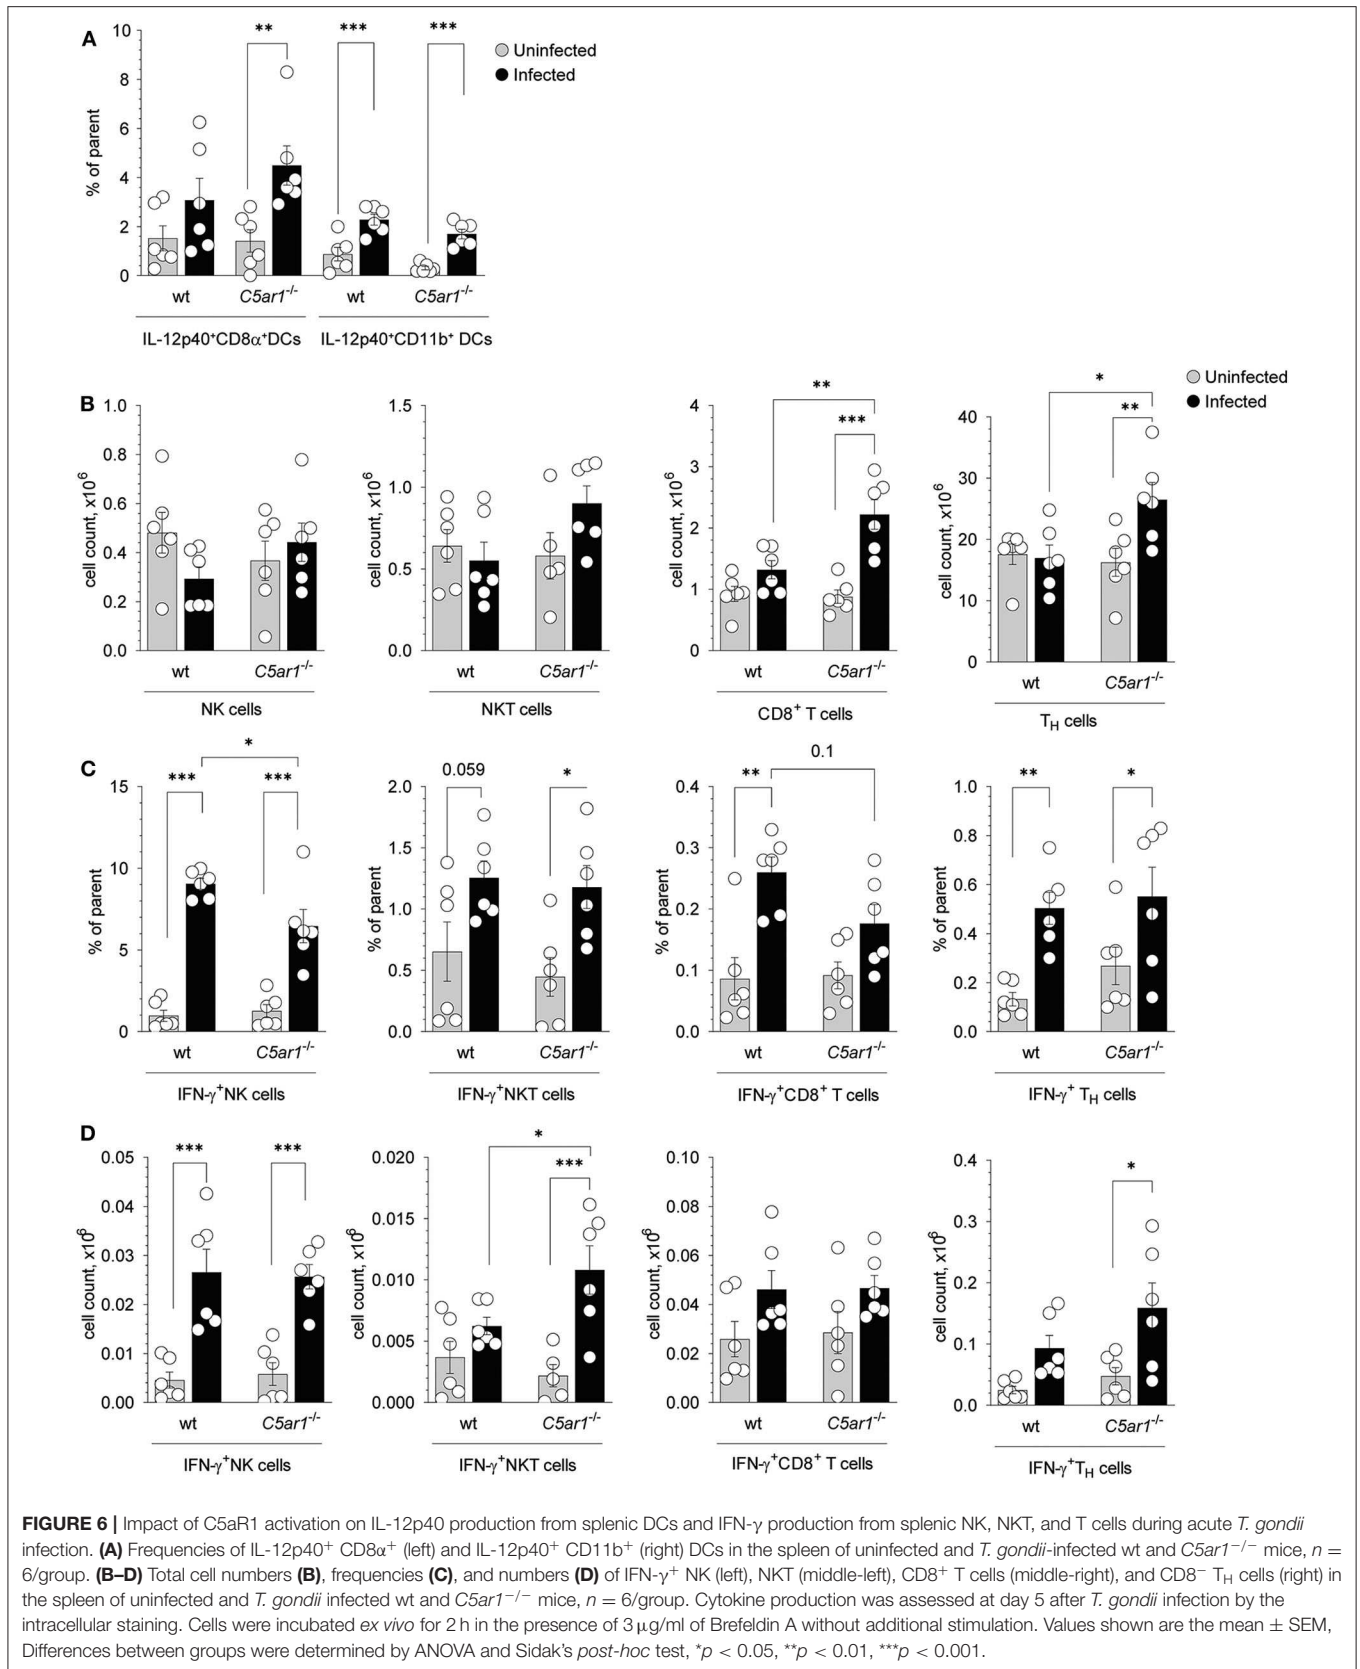 A
10
8
6
4
2
0
% of parent
**
***
***
Uninfected
Infected
wt
C5ar1-/-
wt
C5ar1-/-
IL-12p40+CD8α+DCs
IL-12p40+CD11b+ DCs
Uninfected
Infected
B
1.0
0.8
0.6
0.4
0.2
0.0
cell count, x10⁶
wt
C5ar1-/-
NK cells
1.5
1.0
0.5
0.0
cell count, x10⁶
wt
C5ar1-/-
NKT cells
4
3
2
1
0
cell count, x10⁶
**
***
wt
C5ar1-/-
CD8+ T cells
40
30
20
10
0
cell count, x10⁶
*
**
wt
C5ar1-/-
TH cells
C
15
10
5
0
% of parent
***
*
***
wt
C5ar1-/-
IFN-γ+NK cells
2.0
1.5
1.0
0.5
0.0
% of parent
0.059
*
wt
C5ar1-/-
IFN-γ+NKT cells
0.4
0.3
0.2
0.1
0.0
% of parent
**
0.1
wt
C5ar1-/-
IFN-γ+CD8+ T cells
1.0
0.8
0.6
0.4
0.2
0.0
% of parent
**
*
wt
C5ar1-/-
IFN-γ+ TH cells
D
0.05
0.04
0.03
0.02
0.01
0.00
cell count, x10⁶
***
***
wt
C5ar1-/-
IFN-γ+NK cells
0.020
0.015
0.010
0.005
0.000
cell count, x10⁶
*
***
wt
C5ar1-/-
IFN-γ+NKT cells
0.10
0.08
0.06
0.04
0.02
0.00
cell count, x10⁶
wt
C5ar1-/-
IFN-γ+CD8+ T cells
0.4
0.3
0.2
0.1
0.0
cell count, x10⁶
*
wt
C5ar1-/-
IFN-γ+TH cells
FIGURE 6 | Impact of C5aR1 activation on IL-12p40 production from splenic DCs and IFN-γ production from splenic NK, NKT, and T cells during acute T. gondii
infection. (A) Frequencies of IL-12p40+ CD8α+ (left) and IL-12p40+ CD11b+ (right) DCs in the spleen of uninfected and T. gondii-infected wt and C5ar1−/− mice, n =
6/group. (B–D) Total cell numbers (B), frequencies (C), and numbers (D) of IFN-γ+ NK (left), NKT (middle-left), CD8+ T cells (middle-right), and CD8− TH cells (right) in
the spleen of uninfected and T. gondii infected wt and C5ar1−/− mice, n = 6/group. Cytokine production was assessed at day 5 after T. gondii infection by the
intracellular staining. Cells were incubated ex vivo for 2 h in the presence of 3 μg/ml of Brefeldin A without additional stimulation. Values shown are the mean ± SEM,
Differences between groups were determined by ANOVA and Sidak's post-hoc test, *p < 0.05, **p < 0.01, ***p < 0.001.